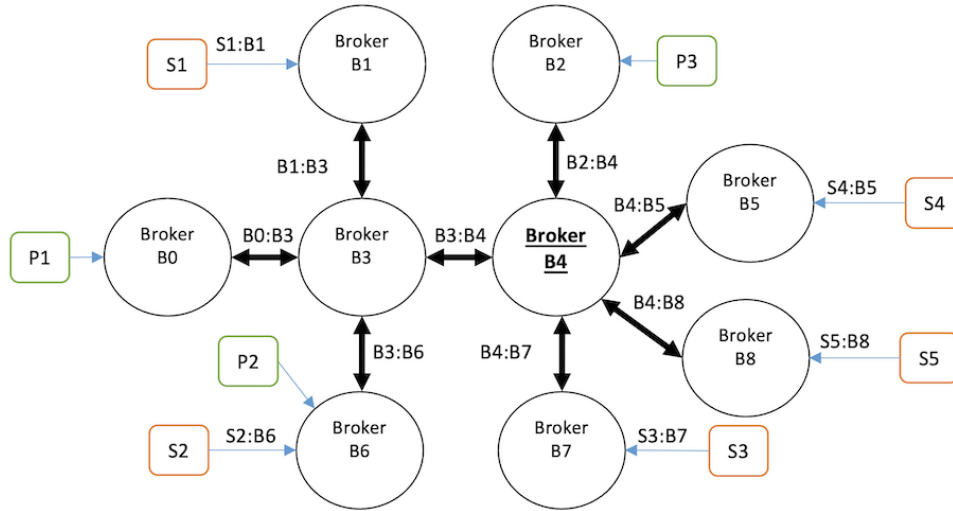 S1:B1
S1
Broker
B1
Broker
B2
P3
B1:B3
B2:B4
P1
Broker
B0
B0:B3
Broker
B3
B3:B4
Broker
B4
B4:B5
Broker
B5
S4:B5
S4
B3:B6
B4:B7
B4:B8
Broker
B8
S5:B8
S5
P2
S2
S2:B6
Broker
B6
Broker
B7
S3:B7
S3